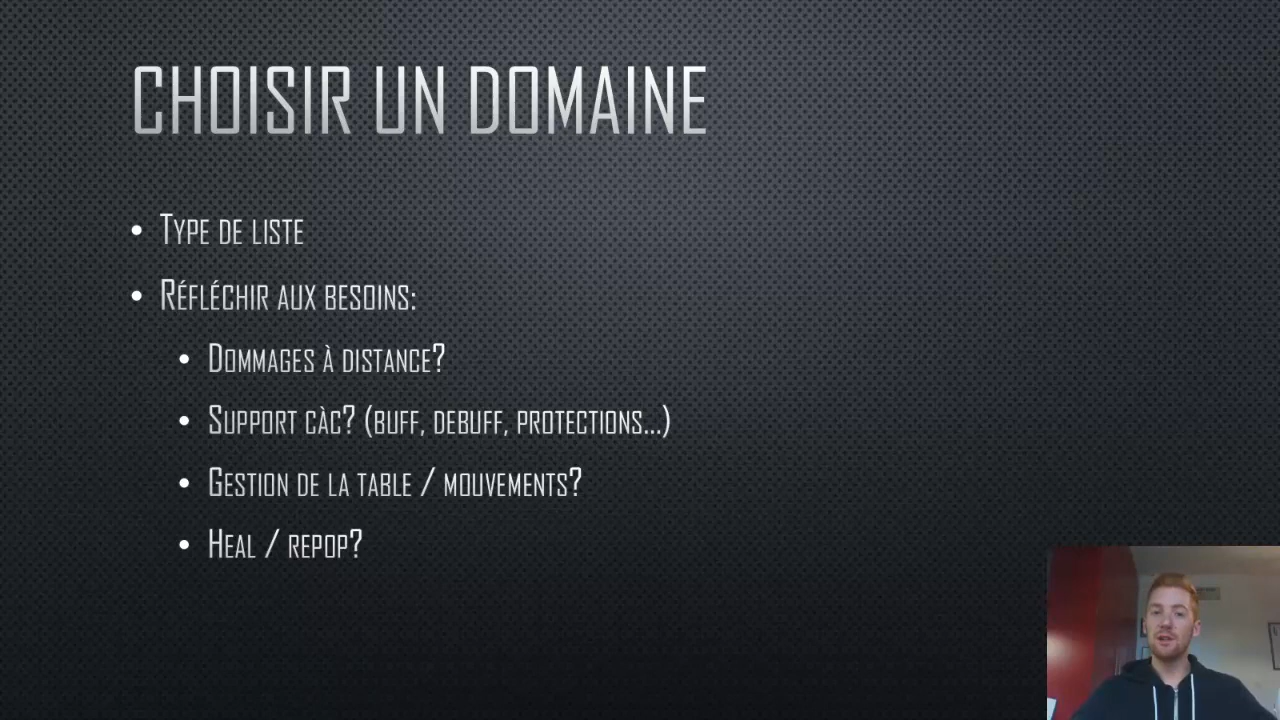 CHOISIR UN DOMAINE
• TYPE DE LISTE
• RÉFLÉCHIR AUX BESOINS:
• DOMMAGES À DISTANCE?
• SUPPORT CÀC? (BUFF, DEBUFF, PROTECTIONS...)
• GESTION DE LA TABLE / MOUVEMENTS?
• HEAL / REPOP?